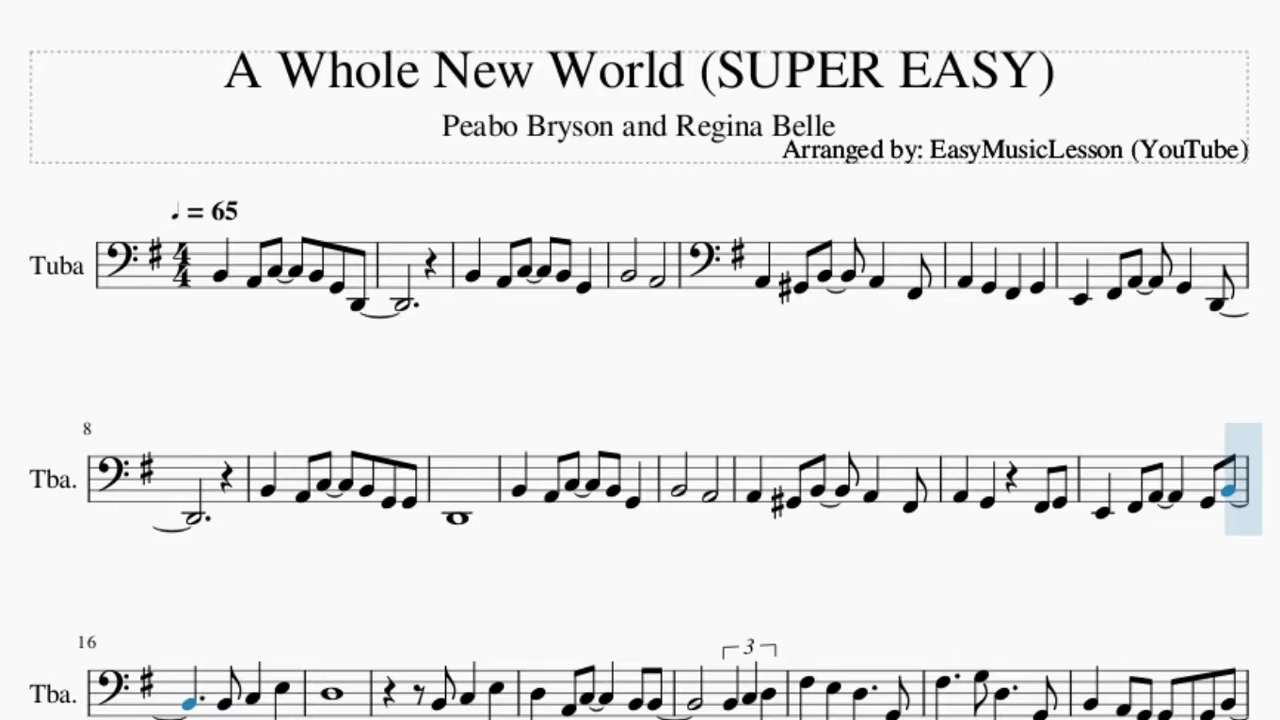 A Whole New World (SUPER EASY)
Peabo Bryson and Regina Belle
Arranged by: EasyMusicLesson (YouTube)
♩ = 65
Tuba
4
4
8
Tba.
16
3
Tba.